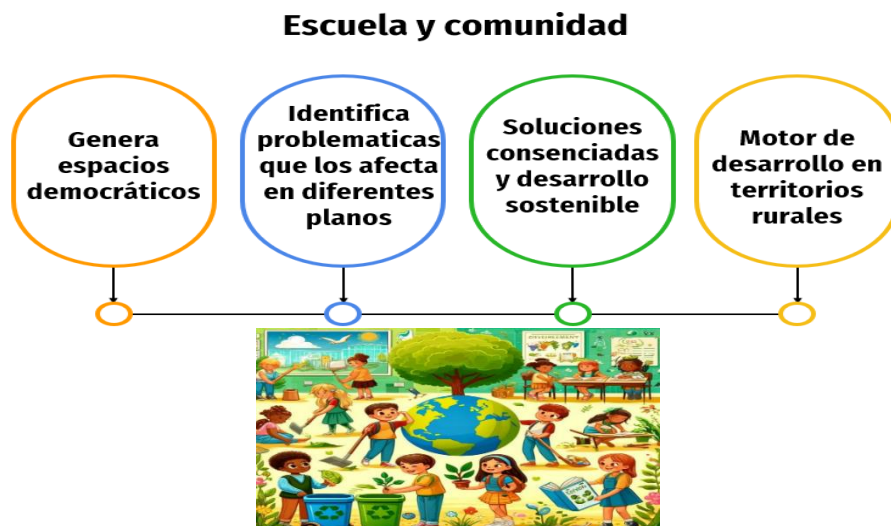 Escuela y comunidad
Genera
espacios
democráticos
Identifica
problematicas
que los afecta
en diferentes
planos
Soluciones
consenciadas
y desarrollo
sostenible
Motor de
desarrollo en
territorios
rurales